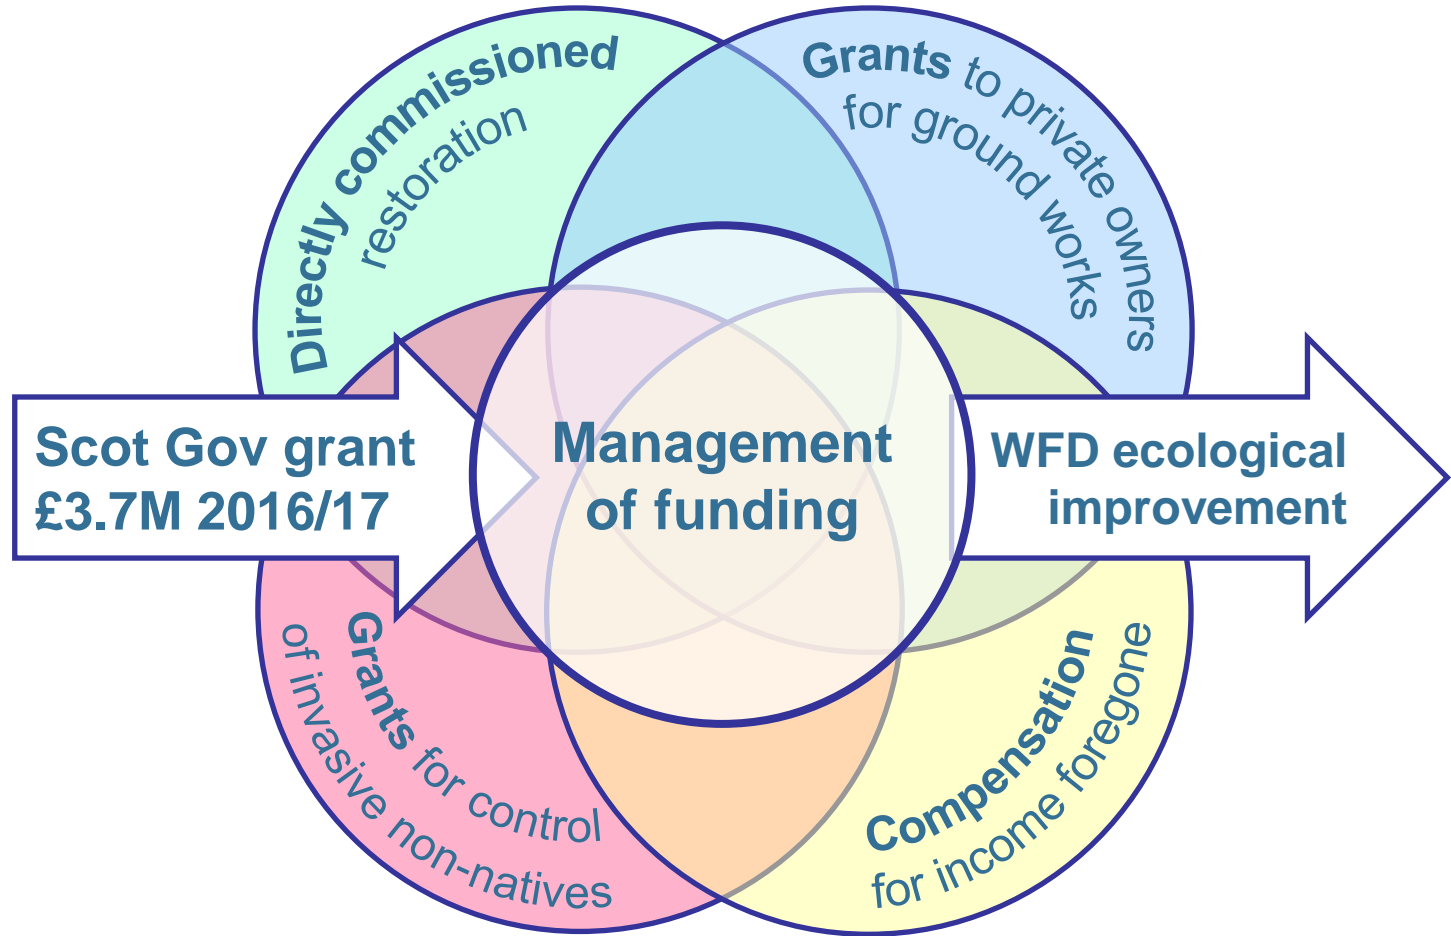 Directly commissioned
restoration
Grants to private owners
for ground works
Scot Gov grant
£3.7M 2016/17
Management
of funding
WFD ecological
improvement
Grants for control
of invasive non-natives
Compensation
for income foregone